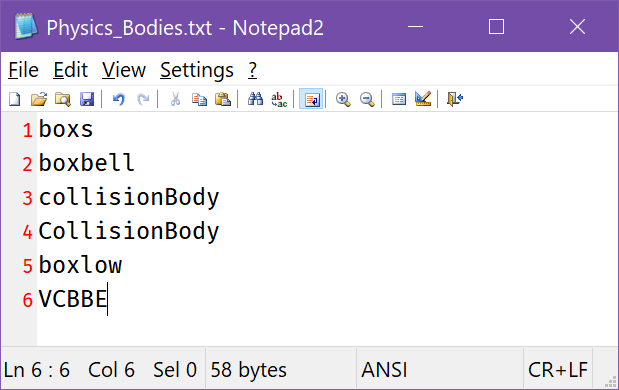 Physics_Bodies.txt - Notepad2
File Edit View Settings ?
1 boxs
2 boxbell
3 collisionBody
4 CollisionBody
5 boxlow
6 VCBBE
Ln 6 : 6 Col 6 Sel 0 58 bytes ANSI CR+LF